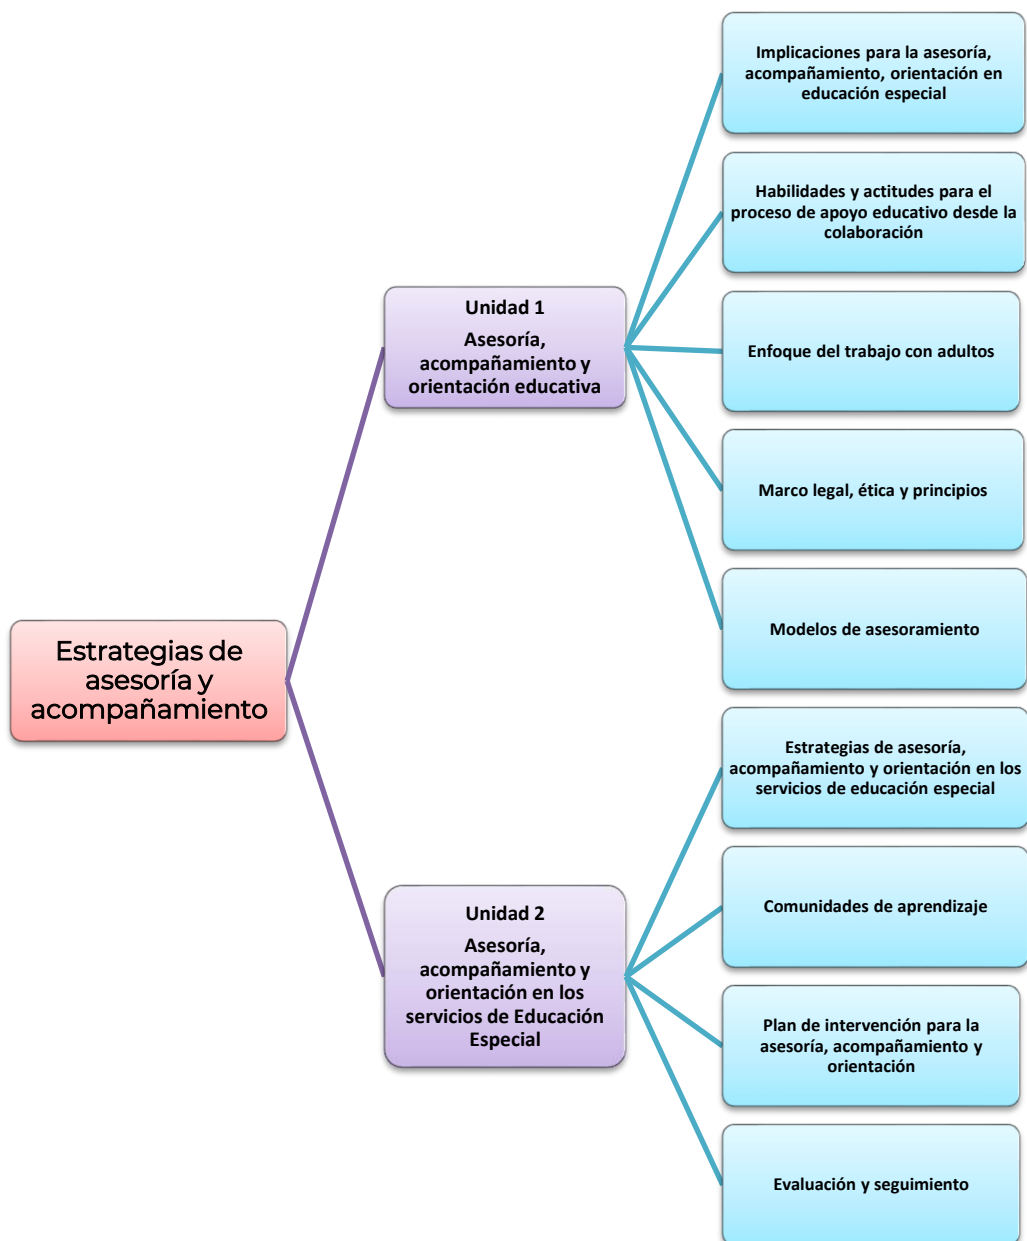 Implicaciones para la asesoría,
acompañamiento, orientación en
educación especial
Habilidades y actitudes para el
proceso de apoyo educativo desde la
colaboración
Unidad 1
Asesoría,
acompañamiento y
orientación educativa
Enfoque del trabajo con adultos
Marco legal, ética y principios
Modelos de asesoramiento
Estrategias de
asesoría y
acompañamiento
Estrategias de asesoría,
acompañamiento y orientación en los
servicios de educación especial
Unidad 2
Asesoría,
acompañamiento y
orientación en los
servicios de Educación
Especial
Comunidades de aprendizaje
Plan de intervención para la
asesoría, acompañamiento y
orientación
Evaluación y seguimiento